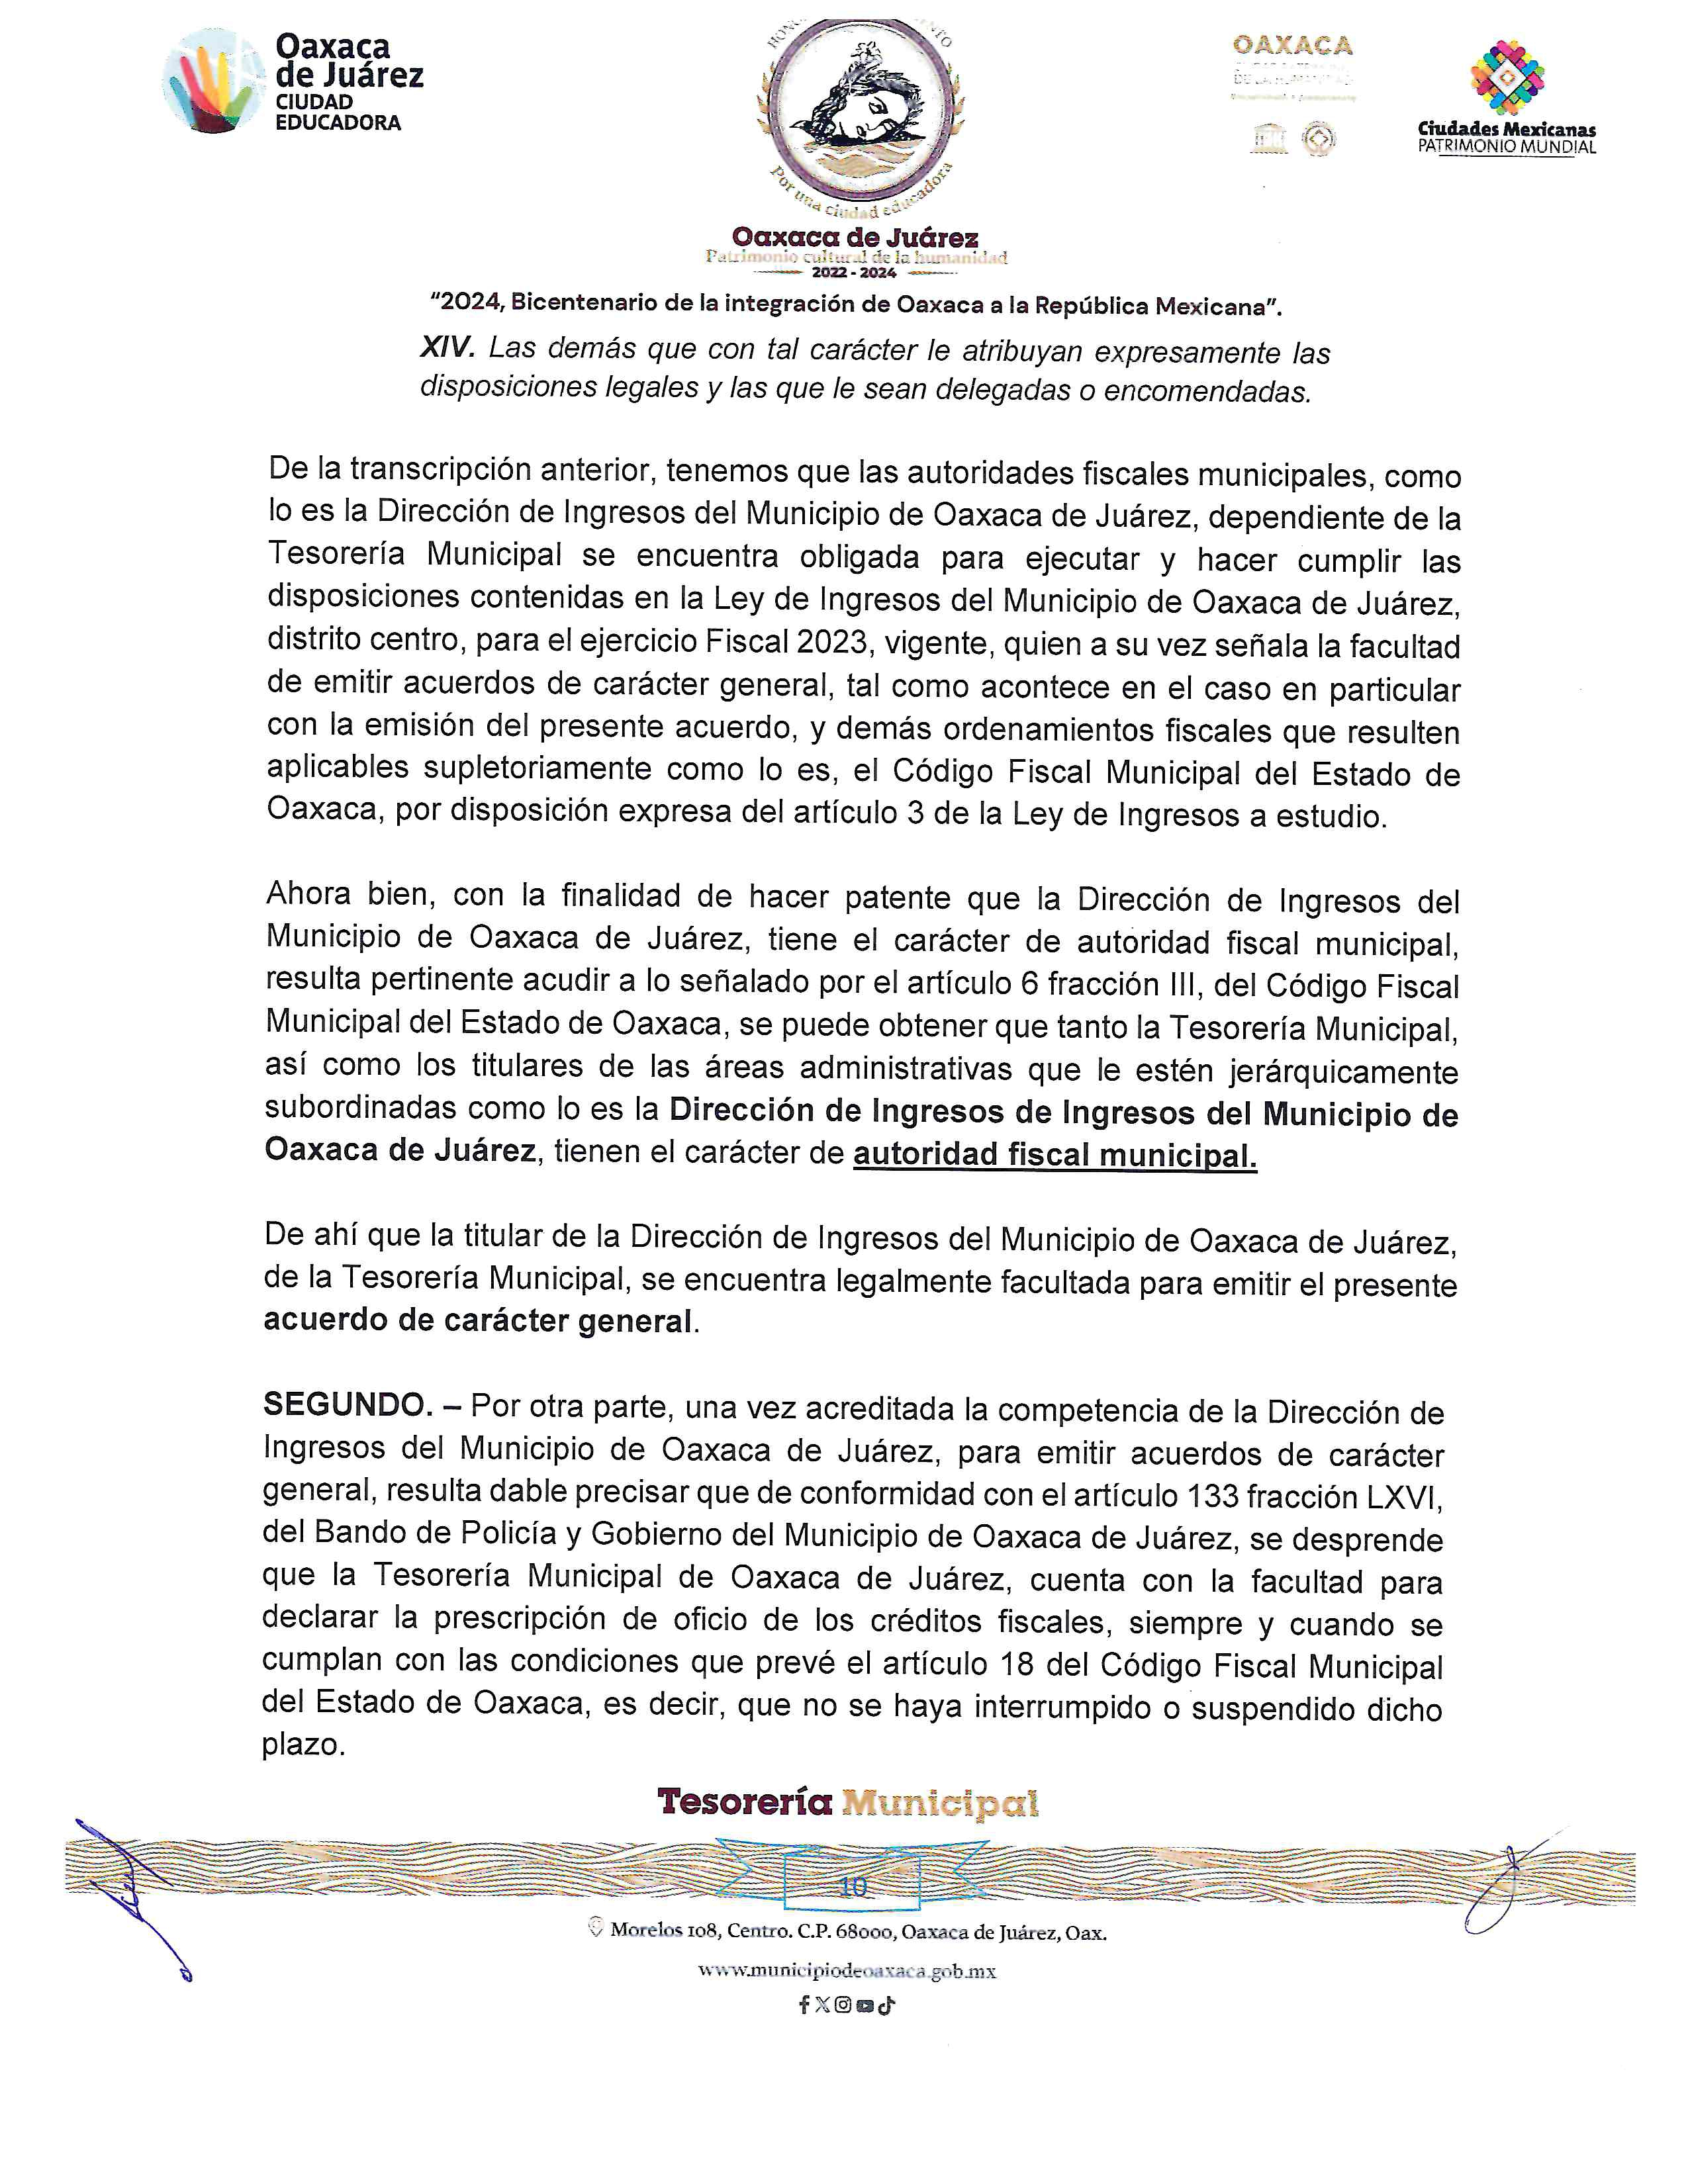 Oaxaca
de Juárez
CIUDAD
EDUCADORA
Por una ciudad educadora
Oaxaca de Juárez
Patrimonio cultural de la humanidad
2022 - 2024
OAXACA
Ciudades Mexicanas
PATRIMONIO MUNDIAL
“2024, Bicentenario de la integración de Oaxaca a la República Mexicana”.
XIV. Las demás que con tal carácter le atribuyan expresamente las
disposiciones legales y las que le sean delegadas o encomendadas.
De la transcripción anterior, tenemos que las autoridades fiscales municipales, como
lo es la Dirección de Ingresos del Municipio de Oaxaca de Juárez, dependiente de la
Tesorería Municipal se encuentra obligada para ejecutar y hacer cumplir las
disposiciones contenidas en la Ley de Ingresos del Municipio de Oaxaca de Juárez,
distrito centro, para el ejercicio Fiscal 2023, vigente, quien a su vez señala la facultad
de emitir acuerdos de carácter general, tal como acontece en el caso en particular
con la emisión del presente acuerdo, y demás ordenamientos fiscales que resulten
aplicables supletoriamente como lo es, el Código Fiscal Municipal del Estado de
Oaxaca, por disposición expresa del artículo 3 de la Ley de Ingresos a estudio.
Ahora bien, con la finalidad de hacer patente que la Dirección de Ingresos del
Municipio de Oaxaca de Juárez, tiene el carácter de autoridad fiscal municipal,
resulta pertinente acudir a lo señalado por el artículo 6 fracción III, del Código Fiscal
Municipal del Estado de Oaxaca, se puede obtener que tanto la Tesorería Municipal,
así como los titulares de las áreas administrativas que le estén jerárquicamente
subordinadas como lo es la Dirección de Ingresos de Ingresos del Municipio de
Oaxaca de Juárez, tienen el carácter de autoridad fiscal municipal.
De ahí que la titular de la Dirección de Ingresos del Municipio de Oaxaca de Juárez,
de la Tesorería Municipal, se encuentra legalmente facultada para emitir el presente
acuerdo de carácter general.
SEGUNDO. – Por otra parte, una vez acreditada la competencia de la Dirección de
Ingresos del Municipio de Oaxaca de Juárez, para emitir acuerdos de carácter
general, resulta dable precisar que de conformidad con el artículo 133 fracción LXVI,
del Bando de Policía y Gobierno del Municipio de Oaxaca de Juárez, se desprende
que la Tesorería Municipal de Oaxaca de Juárez, cuenta con la facultad para
declarar la prescripción de oficio de los créditos fiscales, siempre y cuando se
cumplan con las condiciones que prevé el artículo 18 del Código Fiscal Municipal
del Estado de Oaxaca, es decir, que no se haya interrumpido o suspendido dicho
plazo.
Tesorería Municipal
10
Morelos 108, Centro. C.P. 68000, Oaxaca de Juárez, Oax.
www.municipiodeoaxaca.gob.mx